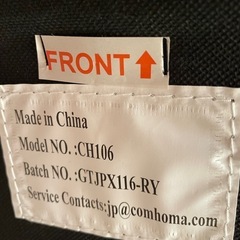 FRONT
Made in China
Model NO. :CH106
Batch NO. :GTJPX116-RY
Service Contacts:jp@comhoma.com